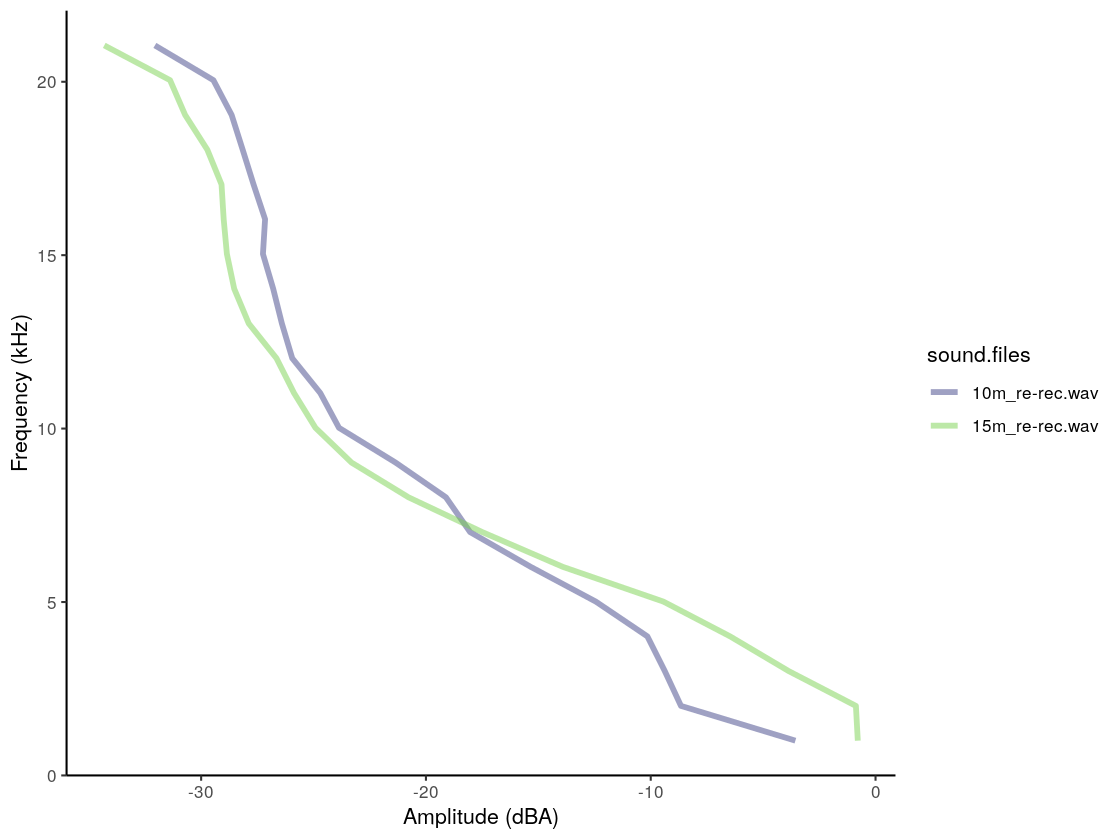 20
15
10
5
0
Frequency (kHz)
-30
-20
-10
0
Amplitude (dBA)
sound.files
10m_re-rec.wav
15m_re-rec.wav